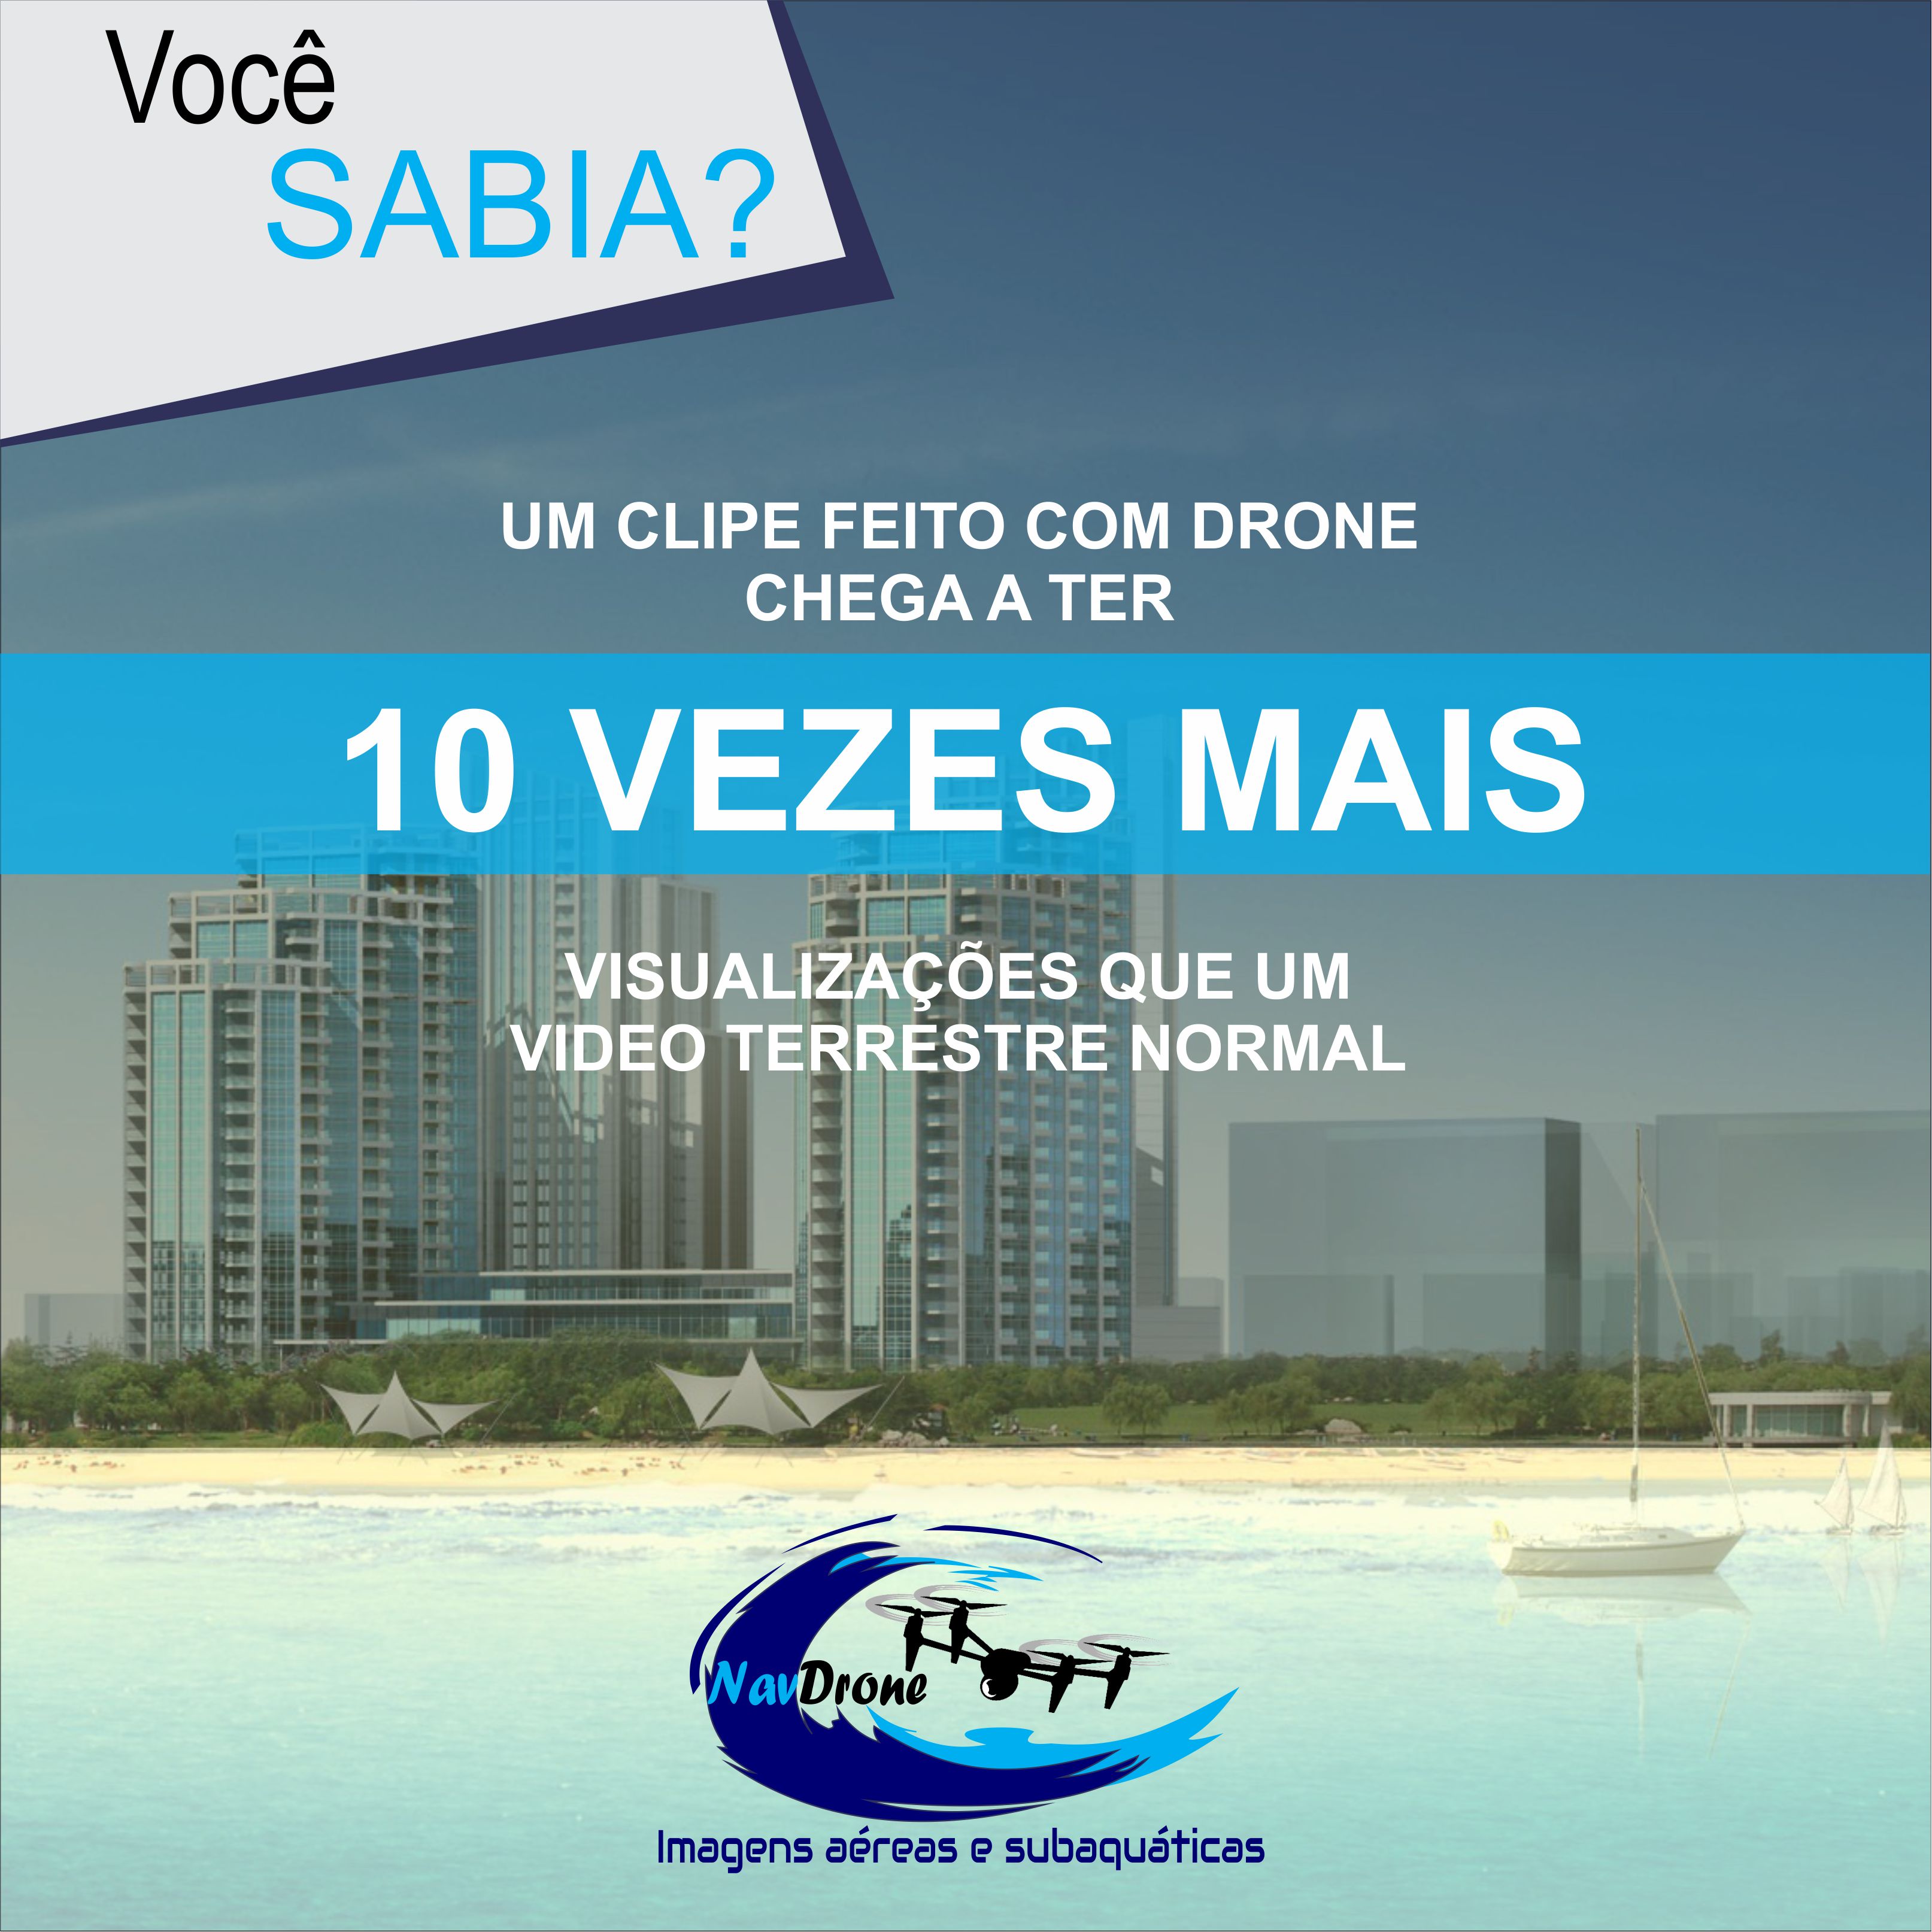 Você
SABIA?
UM CLIPE FEITO COM DRONE
CHEGA A TER
10 VEZES MAIS
VISUALIZAÇÕES QUE UM
VIDEO TERRESTRE NORMAL
NavDrone
Imagens aéreas e subaquáticas